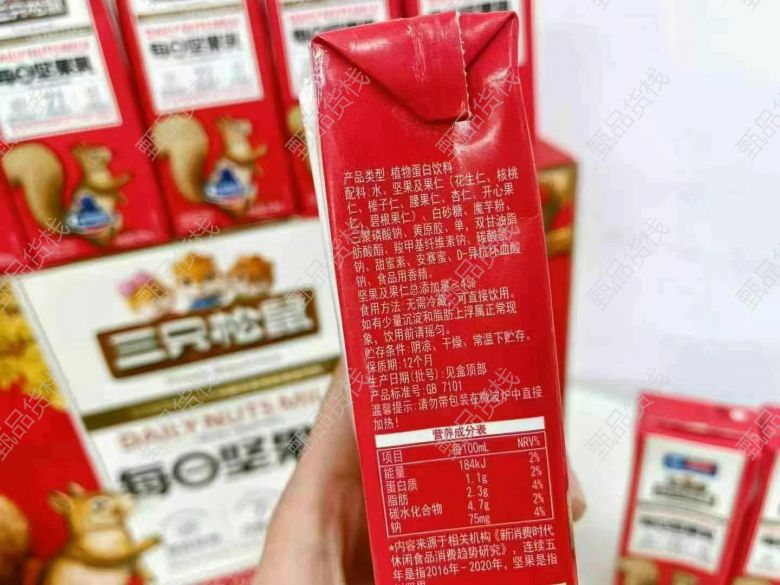 每日坚果乳
每日坚果乳
三只松鼠
DAILY NUTS MIL
每日坚果
产品类型: 植物蛋白饮料
配料: 水、坚果及果仁 (花生仁、核桃
仁、榛子仁、腰果仁、杏仁、开心果
仁、碧根果仁)、白砂糖、魔芋粉、
三聚磷酸钠、黄原胶、单, 双甘油脂
肪酸酯、羧甲基纤维素钠、碳酸氢
钠、甜蜜素、安赛蜜、D-异抗坏血酸
钠、食品用香精。
坚果及果仁总添加量≥4%
食用方法: 无需冷藏, 可直接饮用。
如有少量沉淀和脂肪上浮属正常现
象, 饮用前请摇匀。
贮存条件: 阴凉、干燥、常温下贮存。
保质期: 12个月
生产日期(批号): 见盒顶部
产品标准号: GB 7101
温馨提示: 请勿带包装在微波炉中直接
加热!
营养成分表
项目 每100mL NRV%
能量 184kJ 2%
蛋白质 1.1g 2%
脂肪 2.3g 4%
碳水化合物 4.7g 2%
钠 75mg 4%
*内容来源于相关机构《新消费时代
休闲食品消费趋势研究》, 连续五
年是指2016年-2020年, 坚果是指
甄品货栈